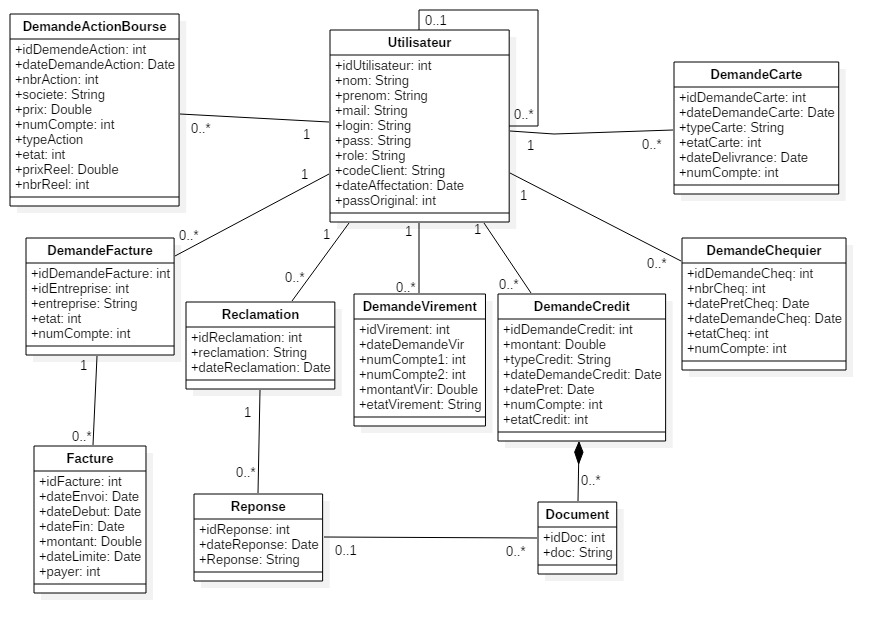 DemandeActionBourse
+idDemendeAction: int
+dateDemandeAction: Date
+nbrAction: int
+societe: String
+prix: Double
+numCompte: int
+typeAction
+etat: int
+prixReel: Double
+nbrReel: int
0..1
Utilisateur
+idUtilisateur: int
+nom: String
+prenom: String
+mail: String
+login: String
+pass: String
+role: String
+codeClient: String
+dateAffectation: Date
+passOriginal: int
0..*
DemandeCarte
+idDemandeCarte: int
+dateDemandeCarte: Date
+typeCarte: String
+etatCarte: int
+dateDelivrance: Date
+numCompte: int
0..*
1
1
0..*
1
0..*
1
0..*
1
0..*
1
0..*
1
0..*
DemandeFacture
+idDemandeFacture: int
+idEntreprise: int
+entreprise: String
+etat: int
+numCompte: int
Reclamation
+idReclamation: int
+reclamation: String
+dateReclamation: Date
DemandeVirement
+idVirement: int
+dateDemandeVir
+numCompte1: int
+numCompte2: int
+montantVir: Double
+etatVirement: String
DemandeCredit
+idDemandeCredit: int
+montant: Double
+typeCredit: String
+dateDemandeCredit: Date
+datePret: Date
+numCompte: int
+etatCredit: int
DemandeChequier
+idDemandeCheq: int
+nbrCheq: int
+datePretCheq: Date
+dateDemandeCheq: Date
+etatCheq: int
+numCompte: int
1
0..*
1
0..*
0..*
Facture
+idFacture: int
+dateEnvoi: Date
+dateDebut: Date
+dateFin: Date
+montant: Double
+dateLimite: Date
+payer: int
Reponse
+idReponse: int
+dateReponse: Date
+Reponse: String
0..1
0..*
Document
+idDoc: int
+doc: String